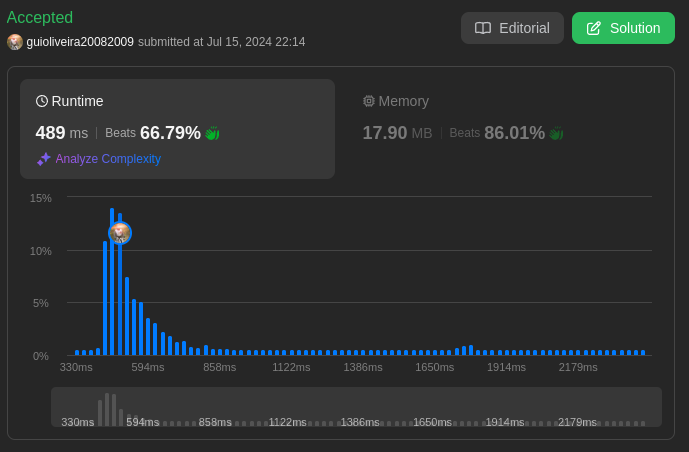 Accepted
guioliveira20082009 submitted at Jul 15, 2024 22:14
Editorial
Solution
Runtime
489 ms | Beats 66.79%
Analyze Complexity
Memory
17.90 MB | Beats 86.01%
15%
10%
5%
0%
330ms 594ms 858ms 1122ms 1386ms 1650ms 1914ms 2179ms
330ms 594ms 858ms 1122ms 1386ms 1650ms 1914ms 2179ms